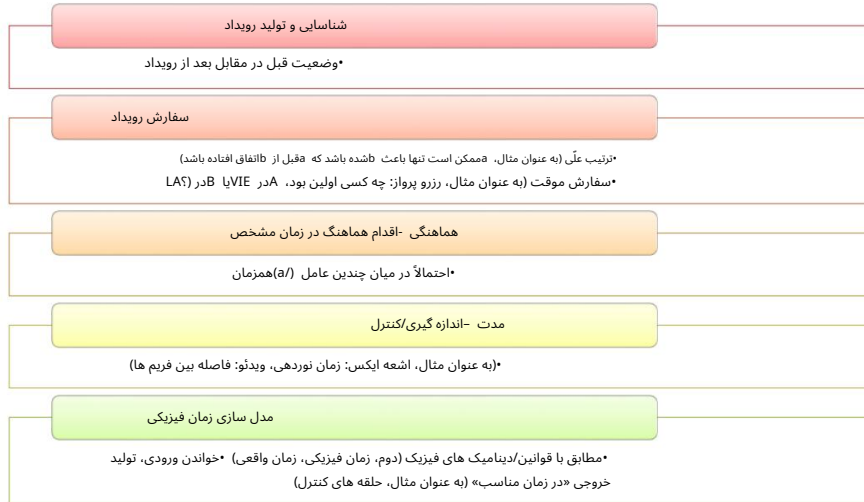 شناسایی و تولید رویداد
•وضعیت قبل در مقابل بعد از رویداد
سفارش رویداد
•ترتیب علّی (به عنوان مثال، aممکن است تنها باعث bشده باشد که aقبل از bاتفاق افتاده باشد)
•سفارش موقت (به عنوان مثال، رزرو پرواز: چه کسی اولین بود، Aدر VIEیا Bدر LA؟)
هماهنگی -اقدام هماهنگ در زمان مشخص
•احتمالاً در میان چندین عامل (/a)همزمان
مدت –اندازه گیری/کنترل
•(به عنوان مثال، اشعه ایکس: زمان نوردهی، ویدئو: فاصله بین فریم ها)
مدل سازی زمان فیزیکی
•مطابق با قوانین/دینامیک های فیزیک (دوم، زمان فیزیکی، زمان واقعی) •خواندن ورودی، تولید
خروجی «در زمان مناسب» (به عنوان مثال، حلقه های کنترل)